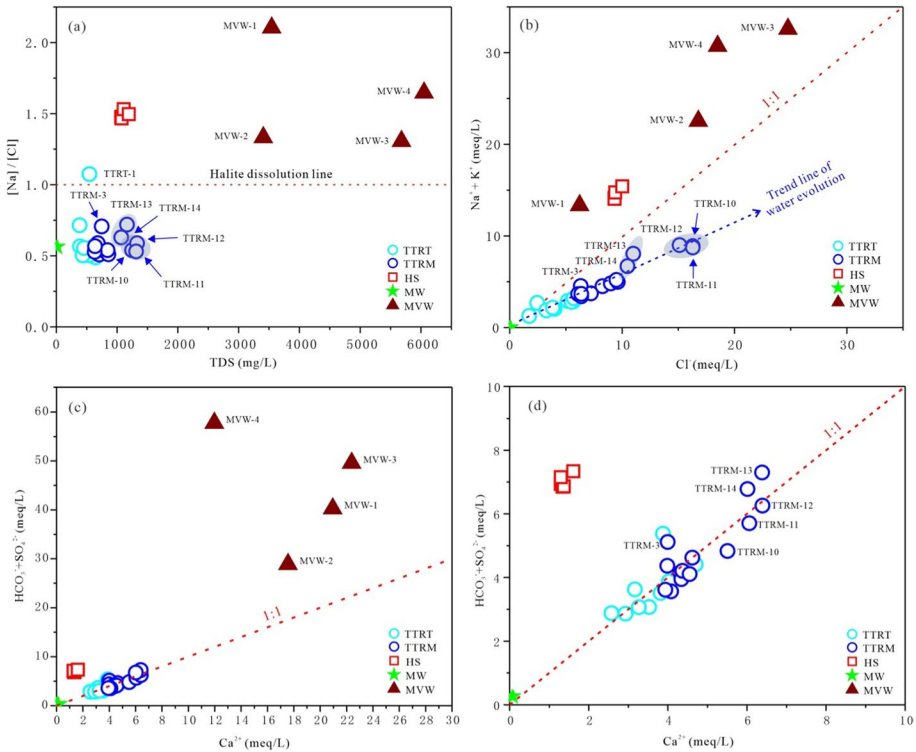 (a)
MVW-1
MVW-4
MVW-2
MVW-3
TTRT-1
Halite dissolution line
TTRM-3
TTRM-13
TTRM-14
TTRM-12
TTRM-10
TTRM-11
TTRT
TTRM
HS
MW
MVW
2.0
1.5
1.0
0.5
0.0
[Na] / [Cl]
0 1000 2000 3000 4000 5000 6000
TDS (mg/L)
(b)
MVW-3
MVW-4
MVW-2
MVW-1
1:1
Trend line of
water evolution
TTRM-10
TTRM-12
TTRM-13
TTRM-14
TTRM-3
TTRM-11
TTRT
TTRM
HS
MW
MVW
30
20
10
0
Na⁺+ K⁺ (meq/L)
0 10 20 30
Cl⁻(meq/L)
(c)
MVW-4
MVW-3
MVW-1
MVW-2
1:1
TTRT
TTRM
HS
MW
MVW
60
50
40
30
20
10
0
HCO₃⁻+SO₄²⁻ (meq/L)
0 2 4 6 8 10 12 14 16 18 20 22 24 26 28 30
Ca²⁺ (meq/L)
(d)
1:1
TTRM-13
TTRM-14
TTRM-12
TTRM-11
TTRM-3
TTRM-10
TTRT
TTRM
HS
MW
MVW
10
8
6
4
2
0
HCO₃⁻+SO₄²⁻ (meq/L)
0 2 4 6 8 10
Ca²⁺ (meq/L)